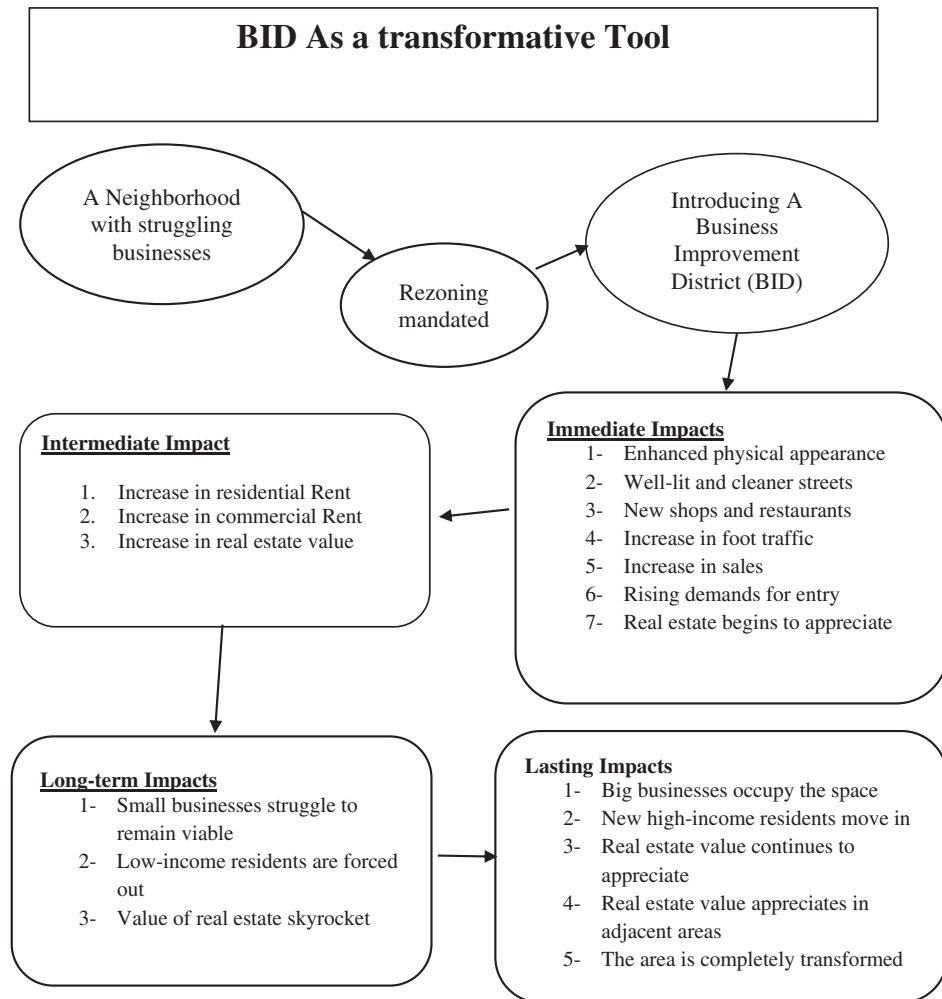 BID As a transformative Tool
A Neighborhood
with struggling
businesses
Rezoning
mandated
Introducing A
Business
Improvement
District (BID)
Immediate Impacts
1- Enhanced physical appearance
2- Well-lit and cleaner streets
3- New shops and restaurants
4- Increase in foot traffic
5- Increase in sales
6- Rising demands for entry
7- Real estate begins to appreciate
Intermediate Impact
1. Increase in residential Rent
2. Increase in commercial Rent
3. Increase in real estate value
Long-term Impacts
1- Small businesses struggle to
remain viable
2- Low-income residents are forced
out
3- Value of real estate skyrocket
Lasting Impacts
1- Big businesses occupy the space
2- New high-income residents move in
3- Real estate value continues to
appreciate
4- Real estate value appreciates in
adjacent areas
5- The area is completely transformed